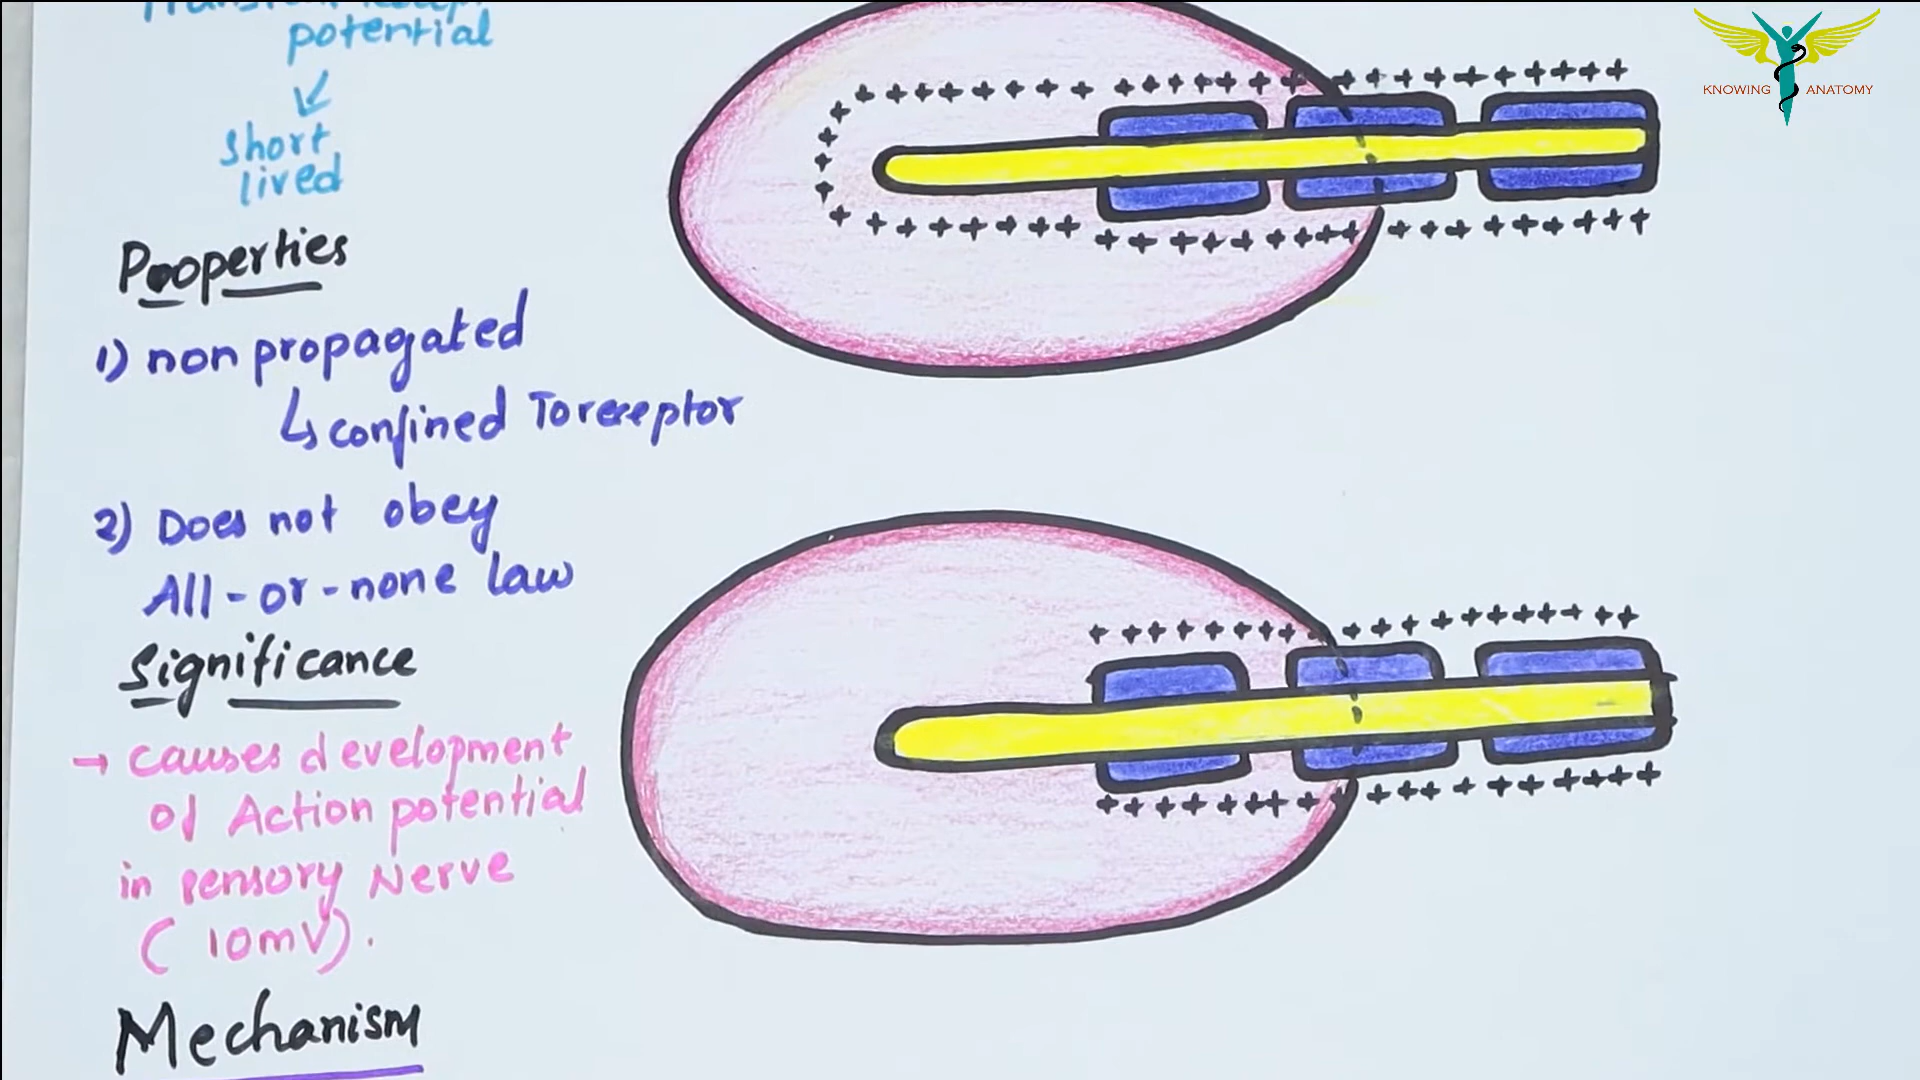 potential
short
lived
Properties
1) non propagated
↳ confined To receptor
2) Does not obey
All-or-none law
Significance
→ causes development
of Action potential
in sensory Nerve
(10mV).
Mechanism
KNOWING ANATOMY